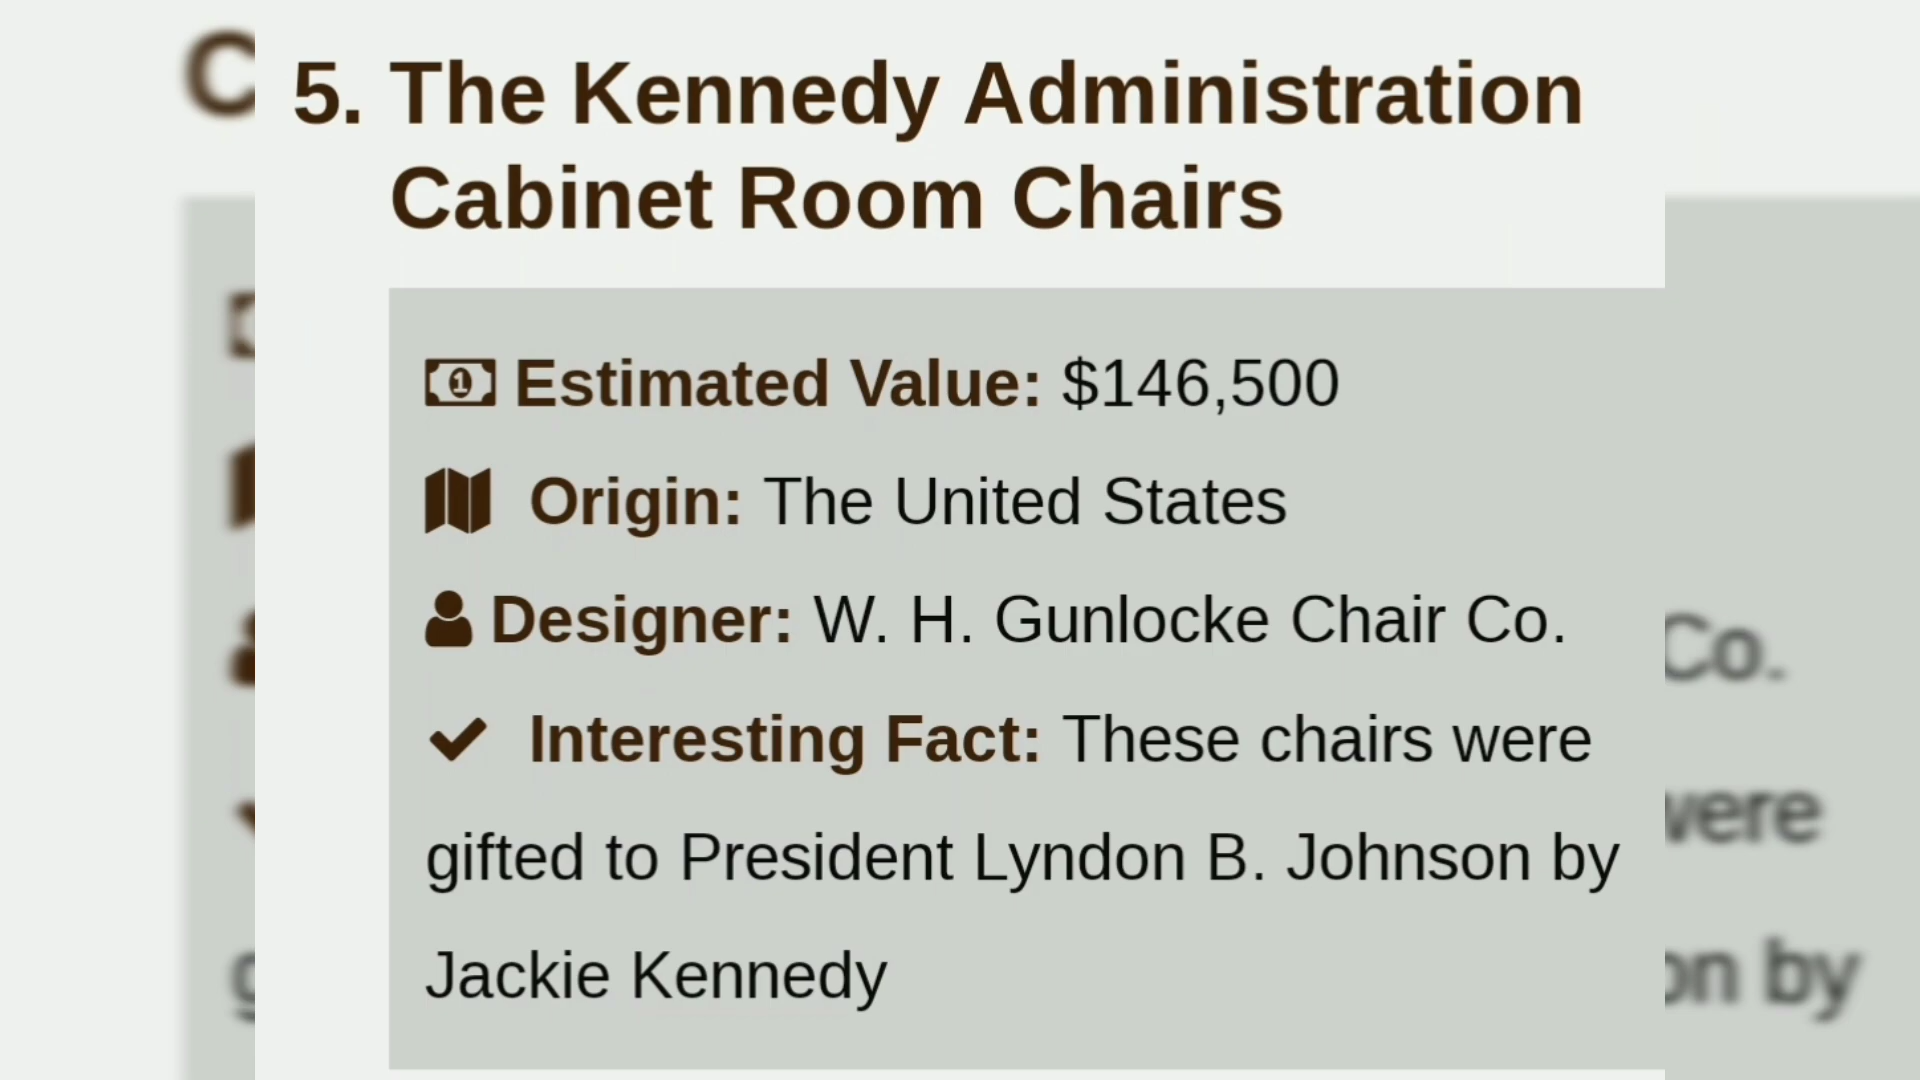 5. The Kennedy Administration
Cabinet Room Chairs
Estimated Value: $146,500
Origin: The United States
Designer: W. H. Gunlocke Chair Co.
Interesting Fact: These chairs were
gifted to President Lyndon B. Johnson by
Jackie Kennedy